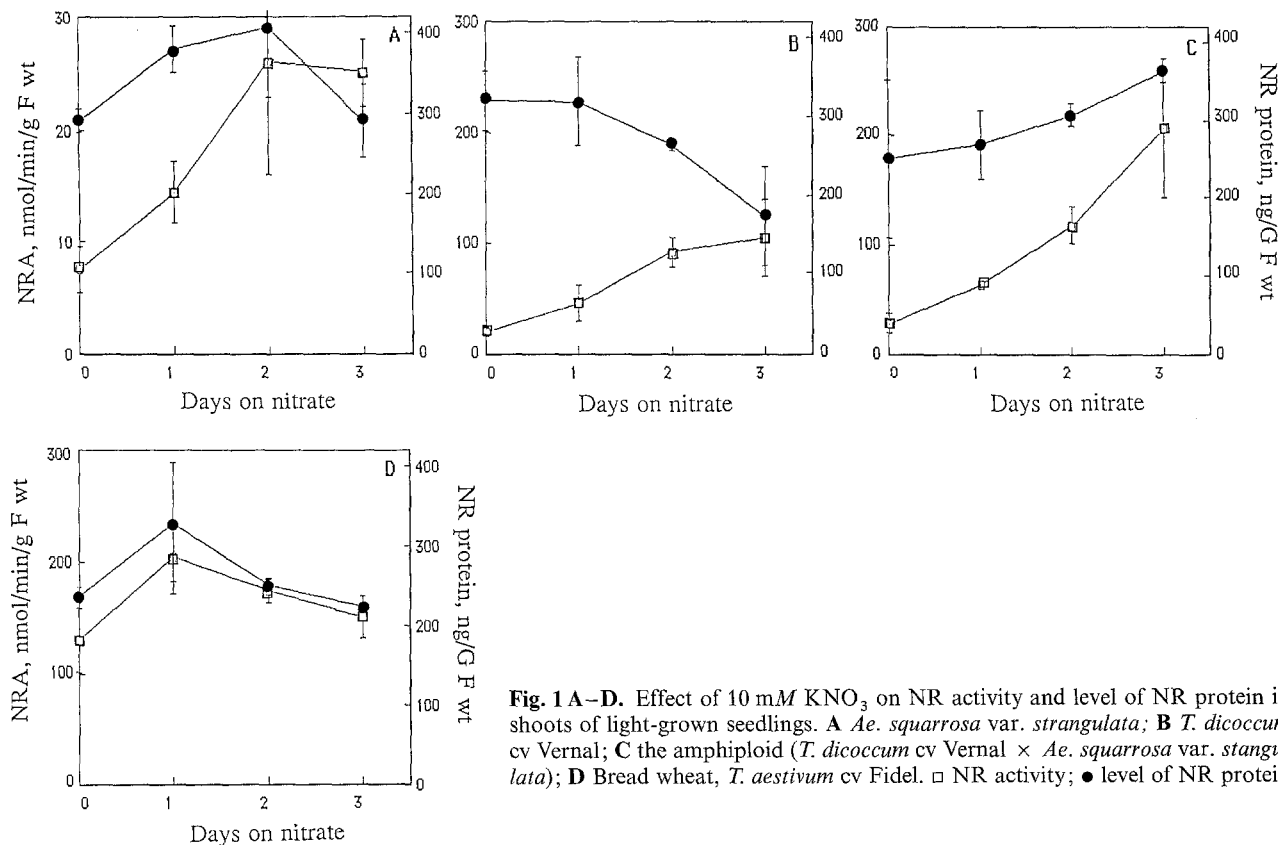 NRA, nmol/min/g F wt
30
20
10
0
A
400
300
200
100
0
0 1 2 3
Days on nitrate
300
200
100
0
B
400
300
200
100
0
0 1 2 3
Days on nitrate
300
200
100
0
C
400
300
200
100
0
NR protein, ng/G F wt
0 1 2 3
Days on nitrate
NRA, nmol/min/g F wt
300
200
100
0
D
400
300
200
100
0
NR protein, ng/G F wt
0 1 2 3
Days on nitrate
Fig. 1 A–D. Effect of 10 mM KNO₃ on NR activity and level of NR protein i
shoots of light-grown seedlings. A Ae. squarrosa var. strangulata; B T. dicoccum
cv Vernal; C the amphiploid (T. dicoccum cv Vernal × Ae. squarrosa var. stangu
lata); D Bread wheat, T. aestivum cv Fidel. □ NR activity; ● level of NR protei